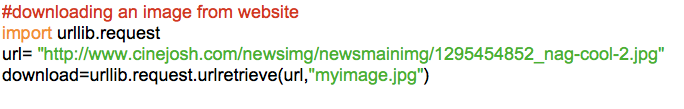 #downloading an image from website
import urllib.request
url= "http://www.cinejosh.com/newsimg/newsmainimg/1295454852_nag-cool-2.jpg"
download=urllib.request.urlretrieve(url,"myimage.jpg")